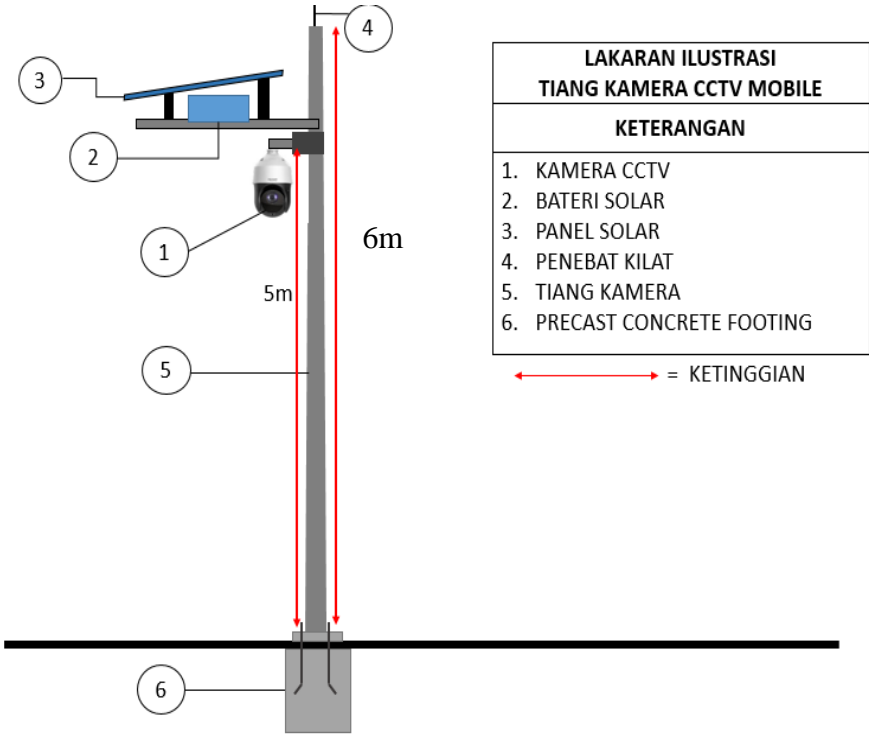 4
3
2
1
6m
5m
5
6
LAKARAN ILUSTRASI
TIANG KAMERA CCTV MOBILE
KETERANGAN
1. KAMERA CCTV
2. BATERI SOLAR
3. PANEL SOLAR
4. PENEBAT KILAT
5. TIANG KAMERA
6. PRECAST CONCRETE FOOTING
= KETINGGIAN